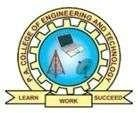 P.A. COLLEGE OF ENGINEERING AND TECHNOLOGY
LEARN
WORK
SUCCEED